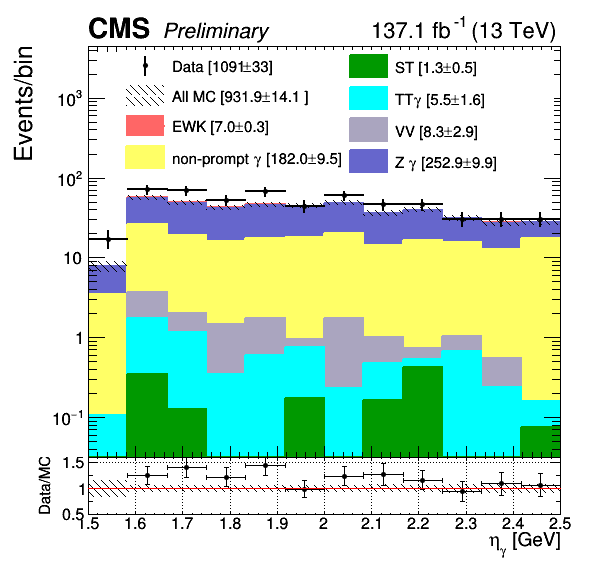 CMS Preliminary 137.1 fb⁻¹ (13 TeV)
Events/bin
Data [1091±33]
All MC [931.9±14.1 ]
EWK [7.0±0.3]
non-prompt γ [182.0±9.5]
ST [1.3±0.5]
TTγ [5.5±1.6]
VV [8.3±2.9]
Z γ [252.9±9.9]
10³
10²
10
1
10⁻¹
Data/MC
1.5
1
0.5
1.5 1.6 1.7 1.8 1.9 2 2.1 2.2 2.3 2.4 2.5
ηγ [GeV]